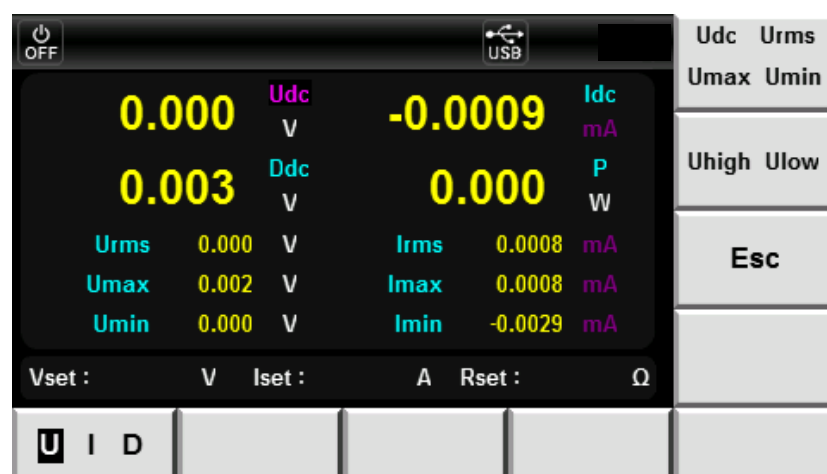 OFF USB
Udc Urms
Umax Umin
Uhigh Ulow
Esc
0.000 Udc V -0.0009 Idc mA
0.003 Ddc V 0.000 P W
Urms 0.000 V Irms 0.0008 mA
Umax 0.002 V Imax 0.0008 mA
Umin 0.000 V Imin -0.0029 mA
Vset : V Iset : A Rset : Ω
U I D